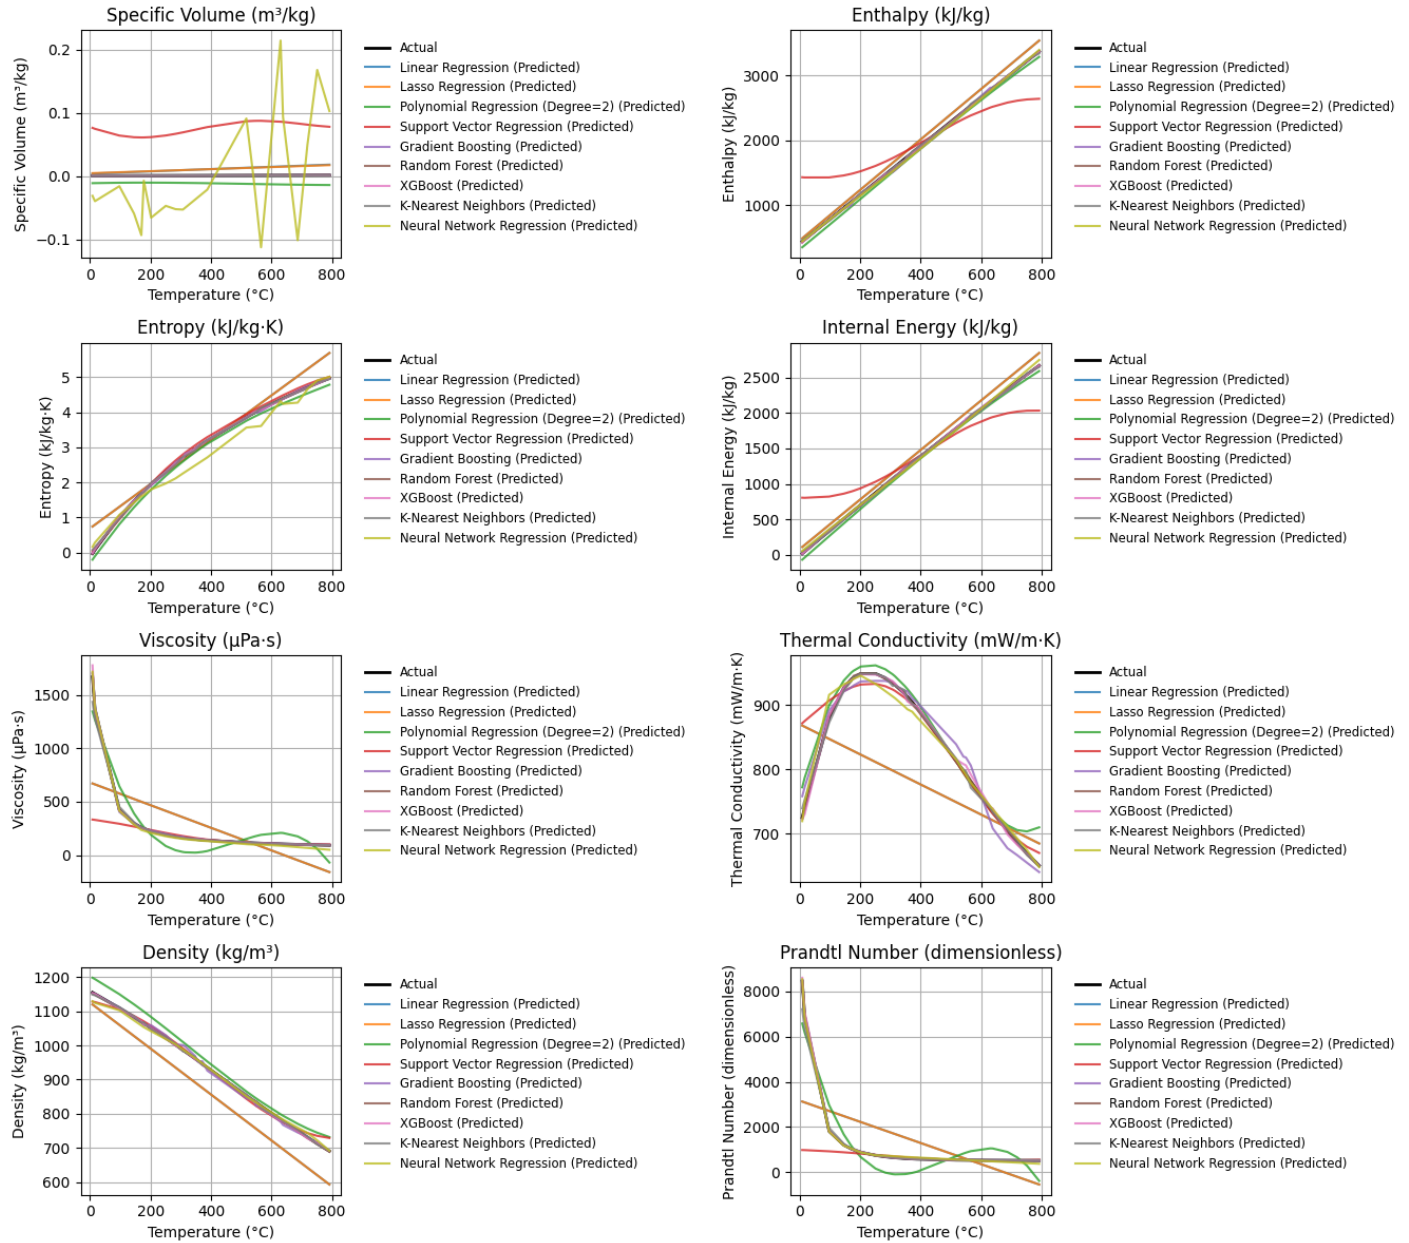 Specific Volume (m³/kg)
Specific Volume (m³/kg)
0.2
0.1
0.0
−0.1
0 200 400 600 800
Temperature (°C)
Actual
Linear Regression (Predicted)
Lasso Regression (Predicted)
Polynomial Regression (Degree=2) (Predicted)
Support Vector Regression (Predicted)
Gradient Boosting (Predicted)
Random Forest (Predicted)
XGBoost (Predicted)
K-Nearest Neighbors (Predicted)
Neural Network Regression (Predicted)
Enthalpy (kJ/kg)
Enthalpy (kJ/kg)
3000
2000
1000
0 200 400 600 800
Temperature (°C)
Actual
Linear Regression (Predicted)
Lasso Regression (Predicted)
Polynomial Regression (Degree=2) (Predicted)
Support Vector Regression (Predicted)
Gradient Boosting (Predicted)
Random Forest (Predicted)
XGBoost (Predicted)
K-Nearest Neighbors (Predicted)
Neural Network Regression (Predicted)
Entropy (kJ/kg·K)
Entropy (kJ/kg·K)
5
4
3
2
1
0
0 200 400 600 800
Temperature (°C)
Actual
Linear Regression (Predicted)
Lasso Regression (Predicted)
Polynomial Regression (Degree=2) (Predicted)
Support Vector Regression (Predicted)
Gradient Boosting (Predicted)
Random Forest (Predicted)
XGBoost (Predicted)
K-Nearest Neighbors (Predicted)
Neural Network Regression (Predicted)
Internal Energy (kJ/kg)
Internal Energy (kJ/kg)
2500
2000
1500
1000
500
0
0 200 400 600 800
Temperature (°C)
Actual
Linear Regression (Predicted)
Lasso Regression (Predicted)
Polynomial Regression (Degree=2) (Predicted)
Support Vector Regression (Predicted)
Gradient Boosting (Predicted)
Random Forest (Predicted)
XGBoost (Predicted)
K-Nearest Neighbors (Predicted)
Neural Network Regression (Predicted)
Viscosity (µPa·s)
Viscosity (µPa·s)
1500
1000
500
0
0 200 400 600 800
Temperature (°C)
Actual
Linear Regression (Predicted)
Lasso Regression (Predicted)
Polynomial Regression (Degree=2) (Predicted)
Support Vector Regression (Predicted)
Gradient Boosting (Predicted)
Random Forest (Predicted)
XGBoost (Predicted)
K-Nearest Neighbors (Predicted)
Neural Network Regression (Predicted)
Thermal Conductivity (mW/m·K)
Thermal Conductivity (mW/m·K)
900
800
700
0 200 400 600 800
Temperature (°C)
Actual
Linear Regression (Predicted)
Lasso Regression (Predicted)
Polynomial Regression (Degree=2) (Predicted)
Support Vector Regression (Predicted)
Gradient Boosting (Predicted)
Random Forest (Predicted)
XGBoost (Predicted)
K-Nearest Neighbors (Predicted)
Neural Network Regression (Predicted)
Density (kg/m³)
Density (kg/m³)
1200
1100
1000
900
800
700
600
0 200 400 600 800
Temperature (°C)
Actual
Linear Regression (Predicted)
Lasso Regression (Predicted)
Polynomial Regression (Degree=2) (Predicted)
Support Vector Regression (Predicted)
Gradient Boosting (Predicted)
Random Forest (Predicted)
XGBoost (Predicted)
K-Nearest Neighbors (Predicted)
Neural Network Regression (Predicted)
Prandtl Number (dimensionless)
Prandtl Number (dimensionless)
8000
6000
4000
2000
0
0 200 400 600 800
Temperature (°C)
Actual
Linear Regression (Predicted)
Lasso Regression (Predicted)
Polynomial Regression (Degree=2) (Predicted)
Support Vector Regression (Predicted)
Gradient Boosting (Predicted)
Random Forest (Predicted)
XGBoost (Predicted)
K-Nearest Neighbors (Predicted)
Neural Network Regression (Predicted)